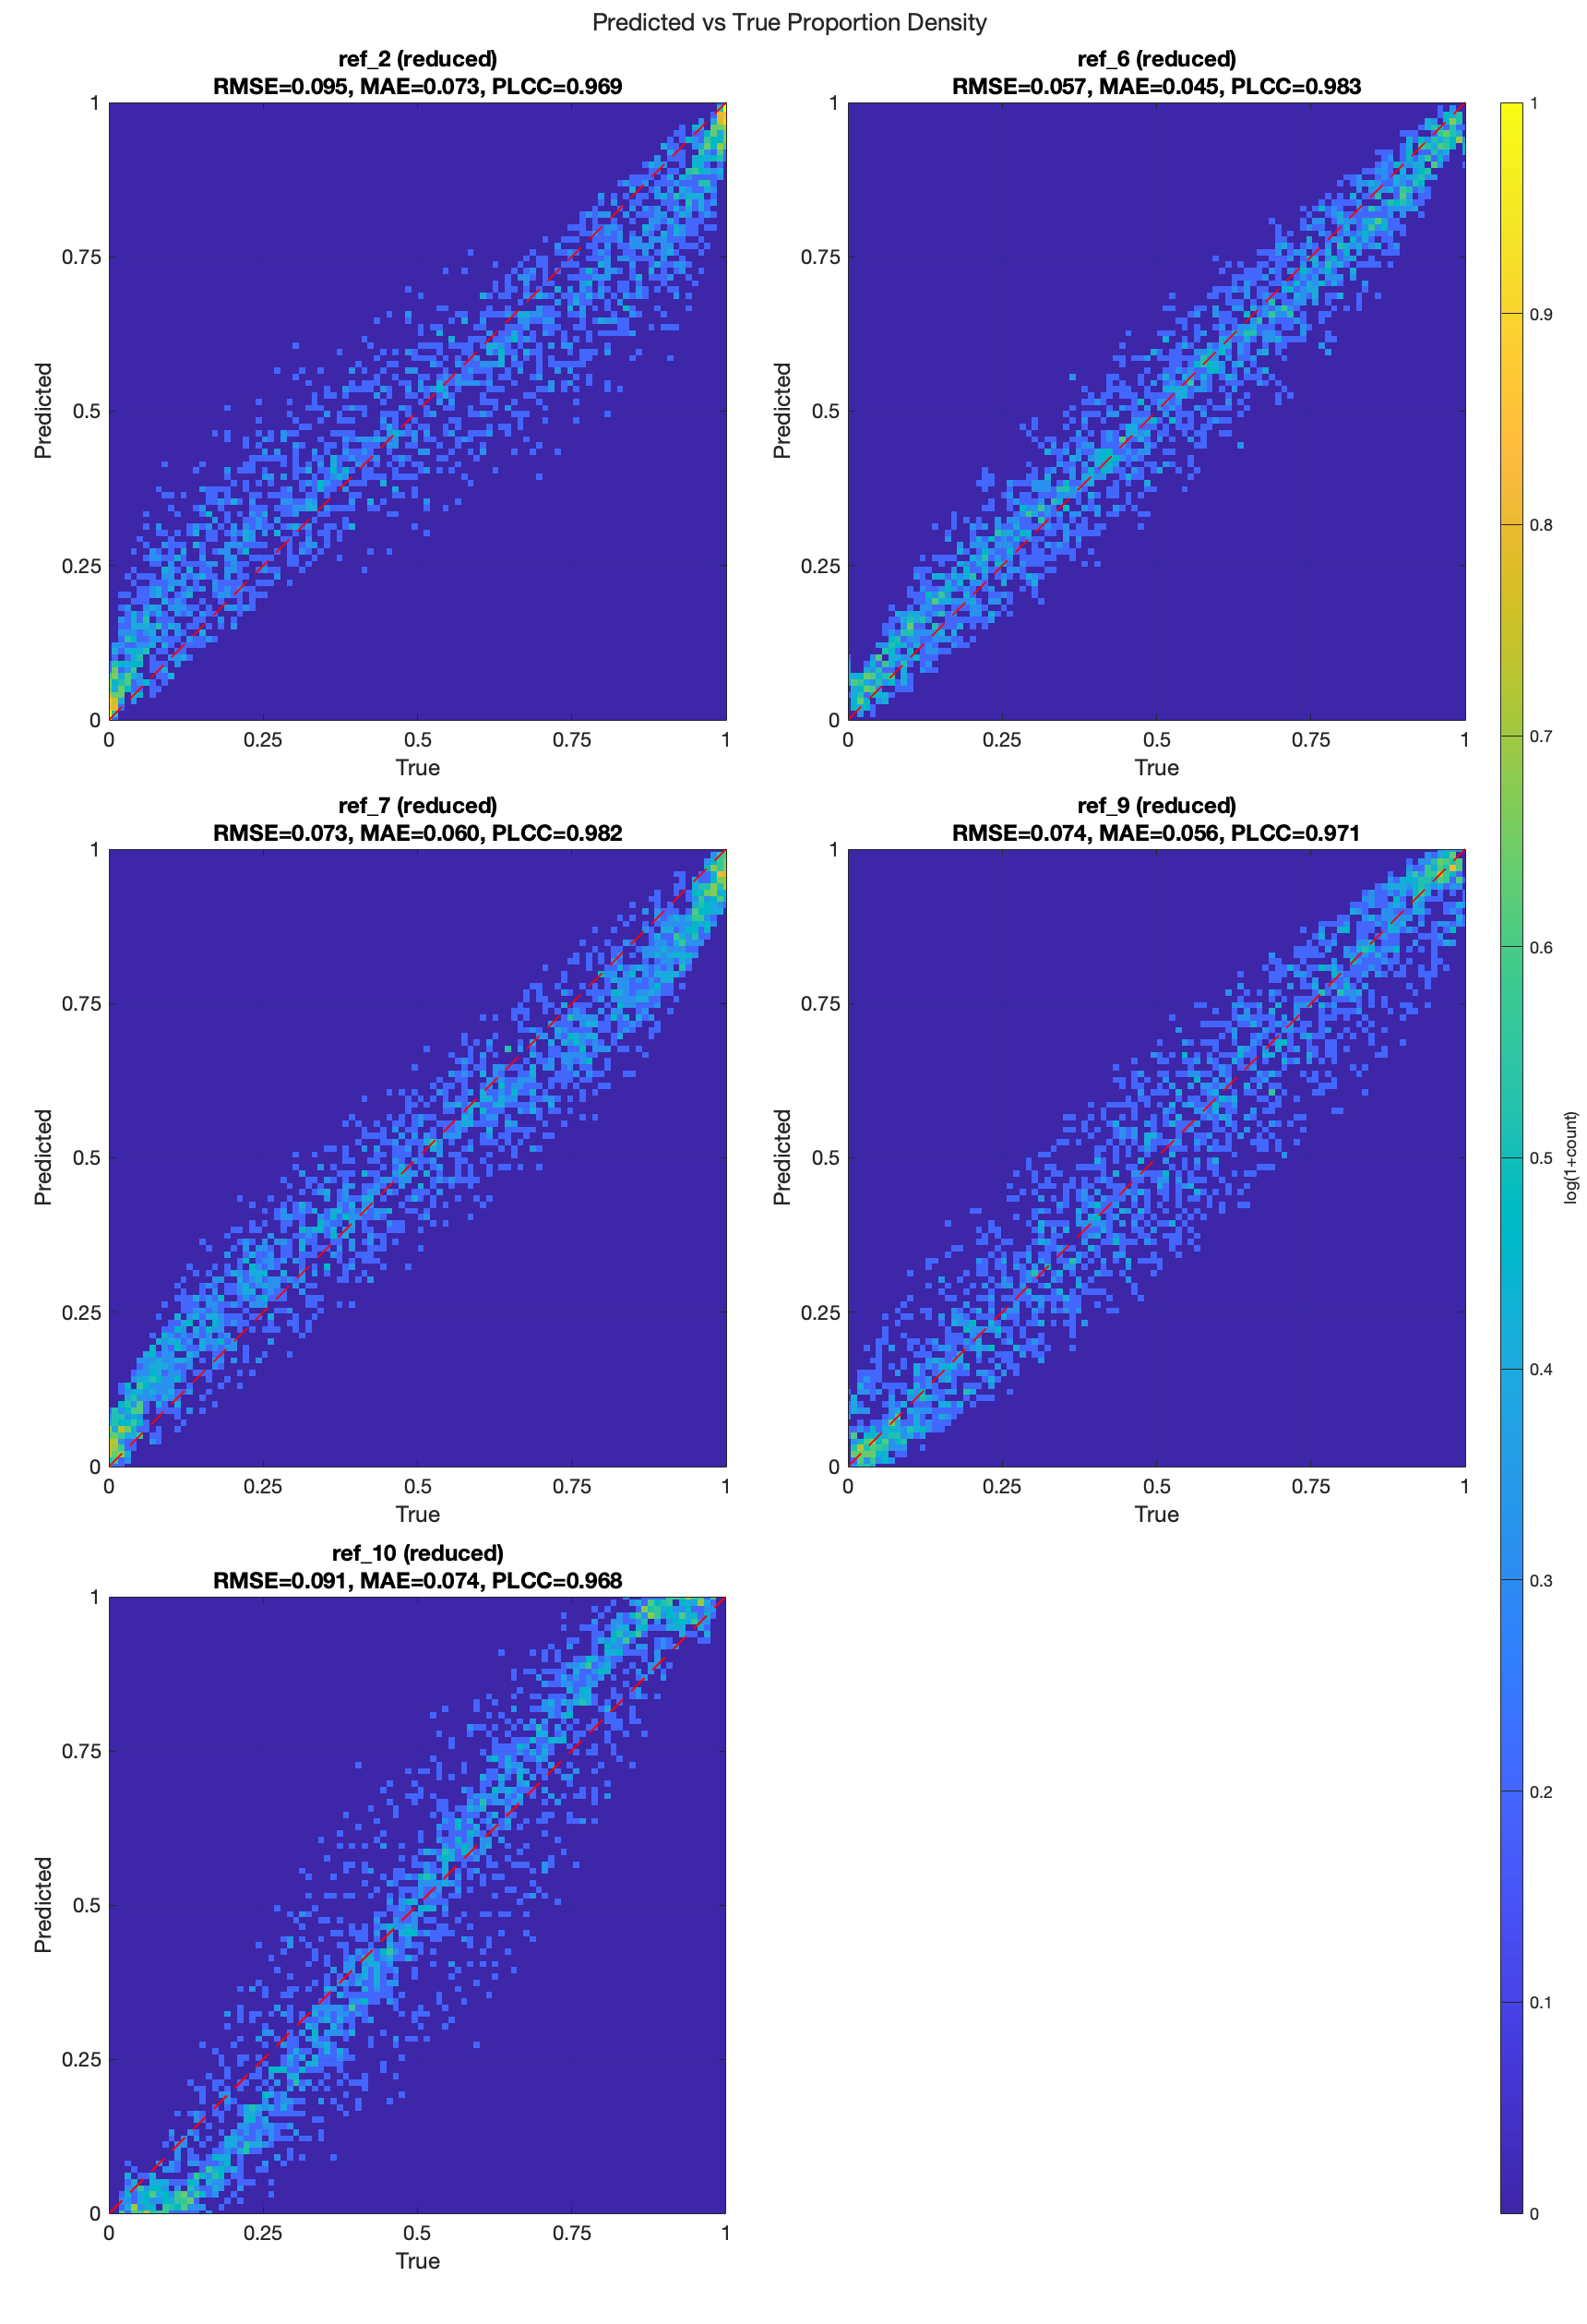 Predicted vs True Proportion Density
ref_2 (reduced)
RMSE=0.095, MAE=0.073, PLCC=0.969
1
0.75
0.5
0.25
0
Predicted
0 0.25 0.5 0.75 1
True
ref_6 (reduced)
RMSE=0.057, MAE=0.045, PLCC=0.983
1
0.75
0.5
0.25
0
Predicted
0 0.25 0.5 0.75 1
True
ref_7 (reduced)
RMSE=0.073, MAE=0.060, PLCC=0.982
1
0.75
0.5
0.25
0
Predicted
0 0.25 0.5 0.75 1
True
ref_9 (reduced)
RMSE=0.074, MAE=0.056, PLCC=0.971
1
0.75
0.5
0.25
0
Predicted
0 0.25 0.5 0.75 1
True
ref_10 (reduced)
RMSE=0.091, MAE=0.074, PLCC=0.968
1
0.75
0.5
0.25
0
Predicted
0 0.25 0.5 0.75 1
True
1
0.9
0.8
0.7
0.6
0.5
0.4
0.3
0.2
0.1
0
log(1+count)